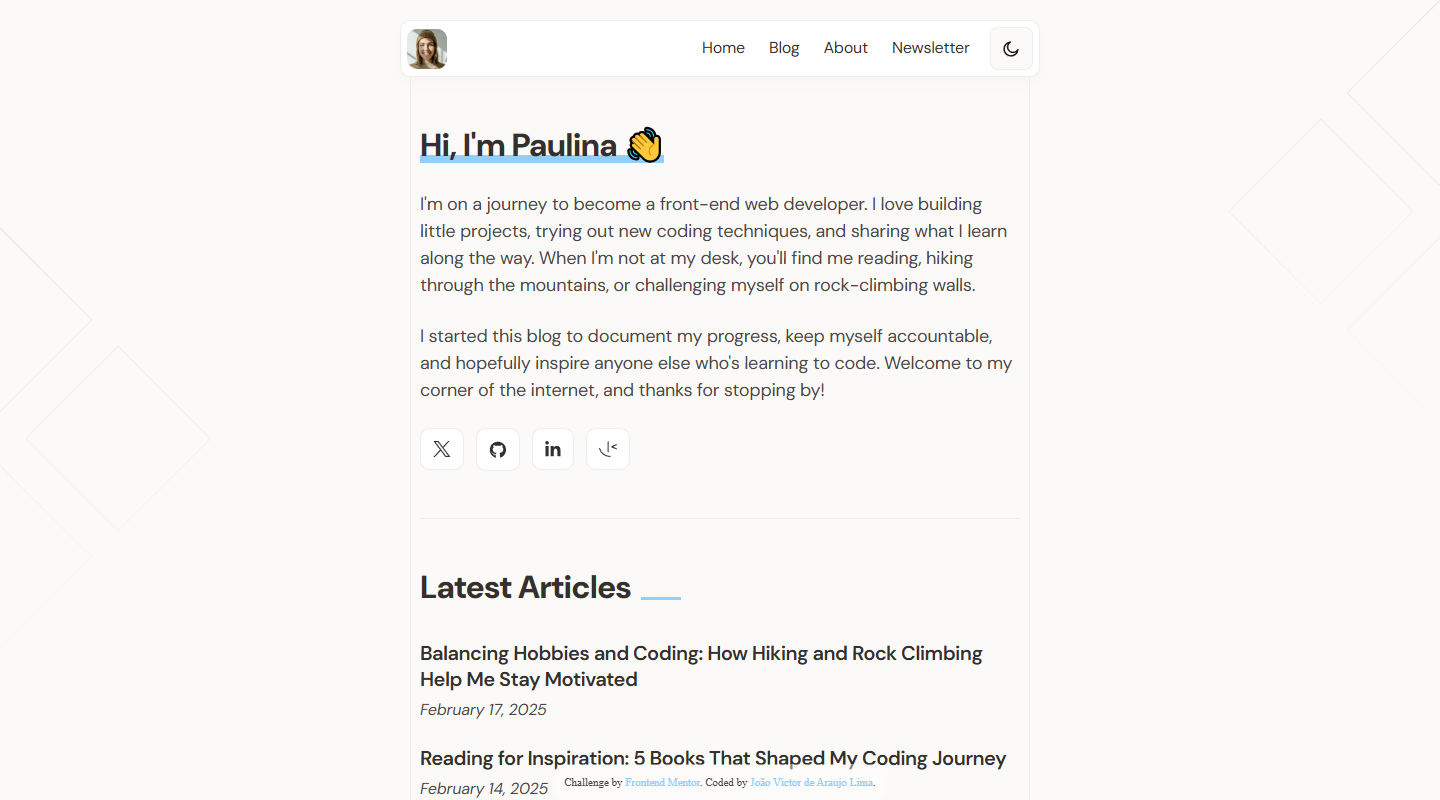 Home Blog About Newsletter
Hi, I'm Paulina 👋
I'm on a journey to become a front-end web developer. I love building
little projects, trying out new coding techniques, and sharing what I learn
along the way. When I'm not at my desk, you'll find me reading, hiking
through the mountains, or challenging myself on rock-climbing walls.
I started this blog to document my progress, keep myself accountable,
and hopefully inspire anyone else who's learning to code. Welcome to my
corner of the internet, and thanks for stopping by!
Latest Articles
Balancing Hobbies and Coding: How Hiking and Rock Climbing
Help Me Stay Motivated
February 17, 2025
Reading for Inspiration: 5 Books That Shaped My Coding Journey
February 14, 2025
Challenge by Frontend Mentor. Coded by João Victor de Araujo Lima.